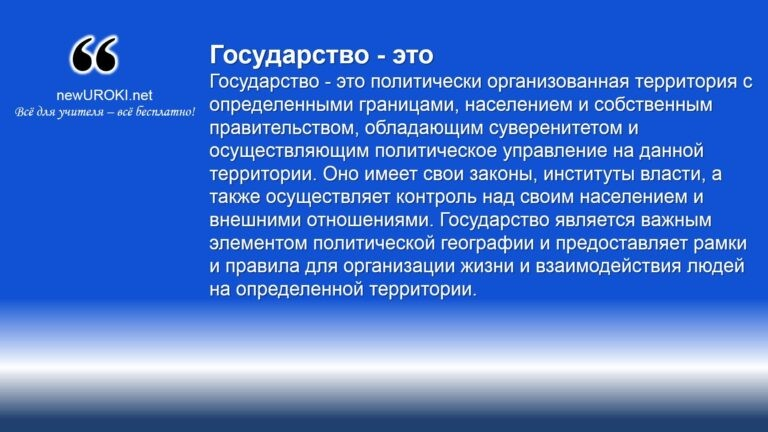 ❝
newUROKI.net
Всё для учителя – всё бесплатно!
Государство - это
Государство - это политически организованная территория с
определенными границами, населением и собственным
правительством, обладающим суверенитетом и
осуществляющим политическое управление на данной
территории. Оно имеет свои законы, институты власти, а
также осуществляет контроль над своим населением и
внешними отношениями. Государство является важным
элементом политической географии и предоставляет рамки
и правила для организации жизни и взаимодействия людей
на определенной территории.